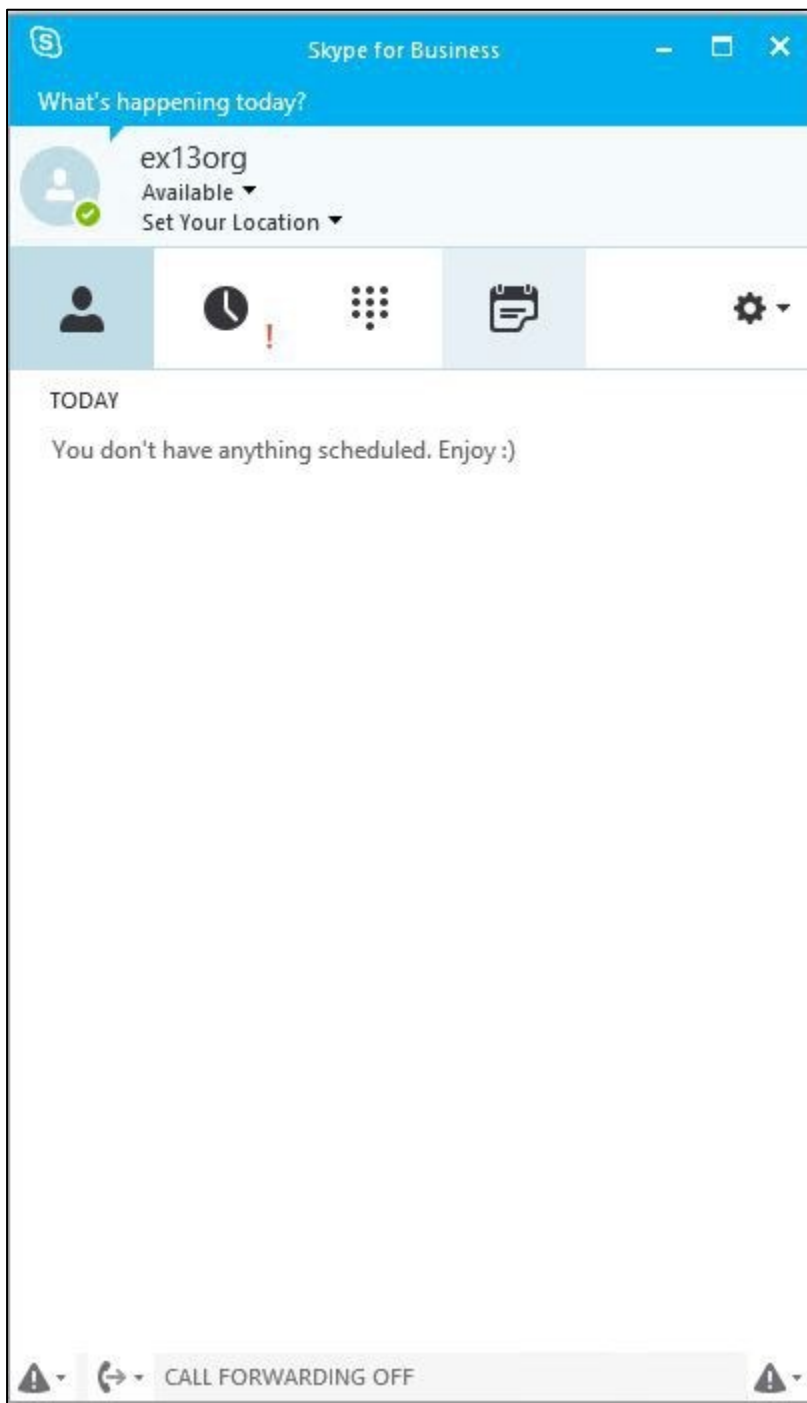 Skype for Business
What's happening today?
ex13org
Available
Set Your Location
!
TODAY
You don't have anything scheduled. Enjoy :)
CALL FORWARDING OFF